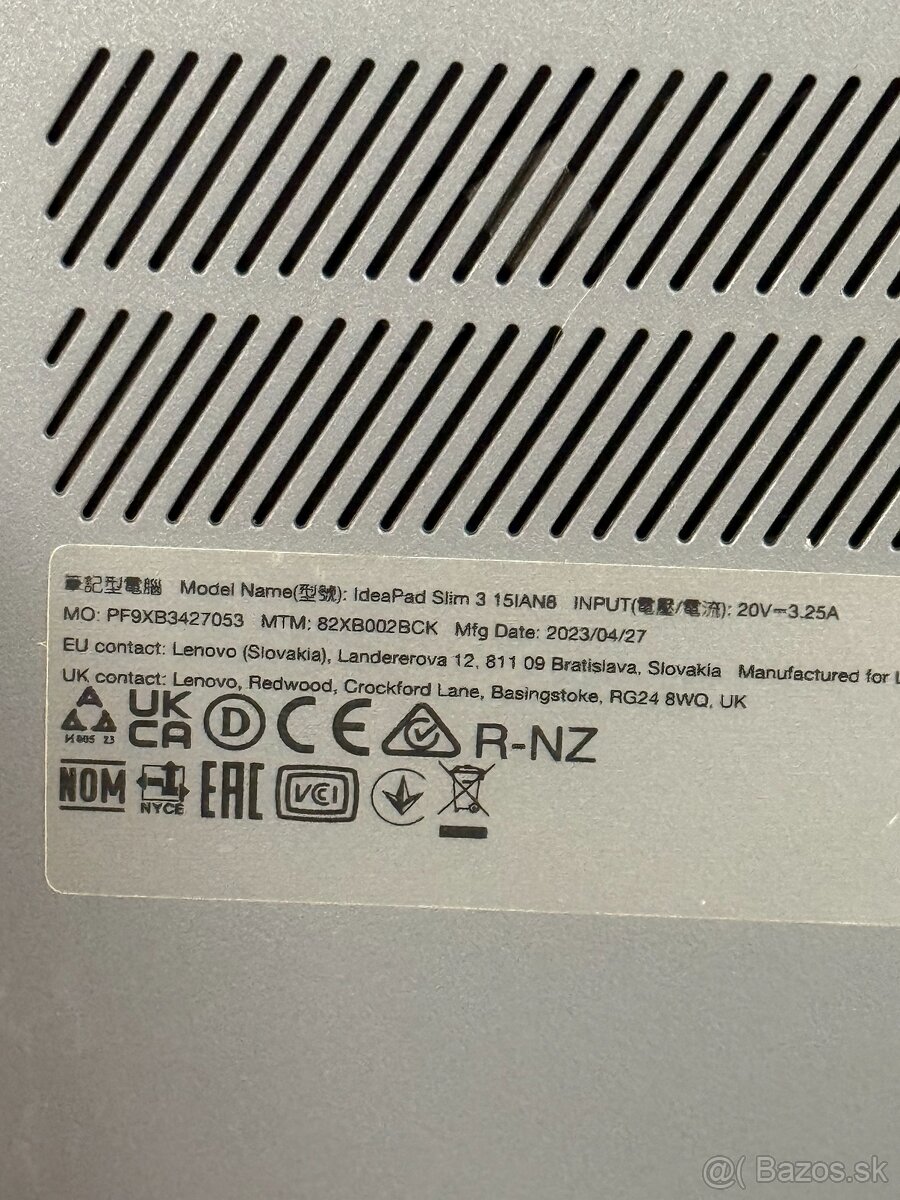 筆記型電腦 Model Name(型號): IdeaPad Slim 3 15IAN8 INPUT(電壓/電流): 20V⎓3.25A
MO: PF9XB3427053 MTM: 82XB002BCK Mfg Date: 2023/04/27
EU contact: Lenovo (Slovakia), Landererova 12, 811 09 Bratislava, Slovakia Manufactured for
UK contact: Lenovo, Redwood, Crockford Lane, Basingstoke, RG24 8WQ, UK
UK CA D CE R-NZ
23
NOM NYCE EAC VCCI
@( Bazos.sk